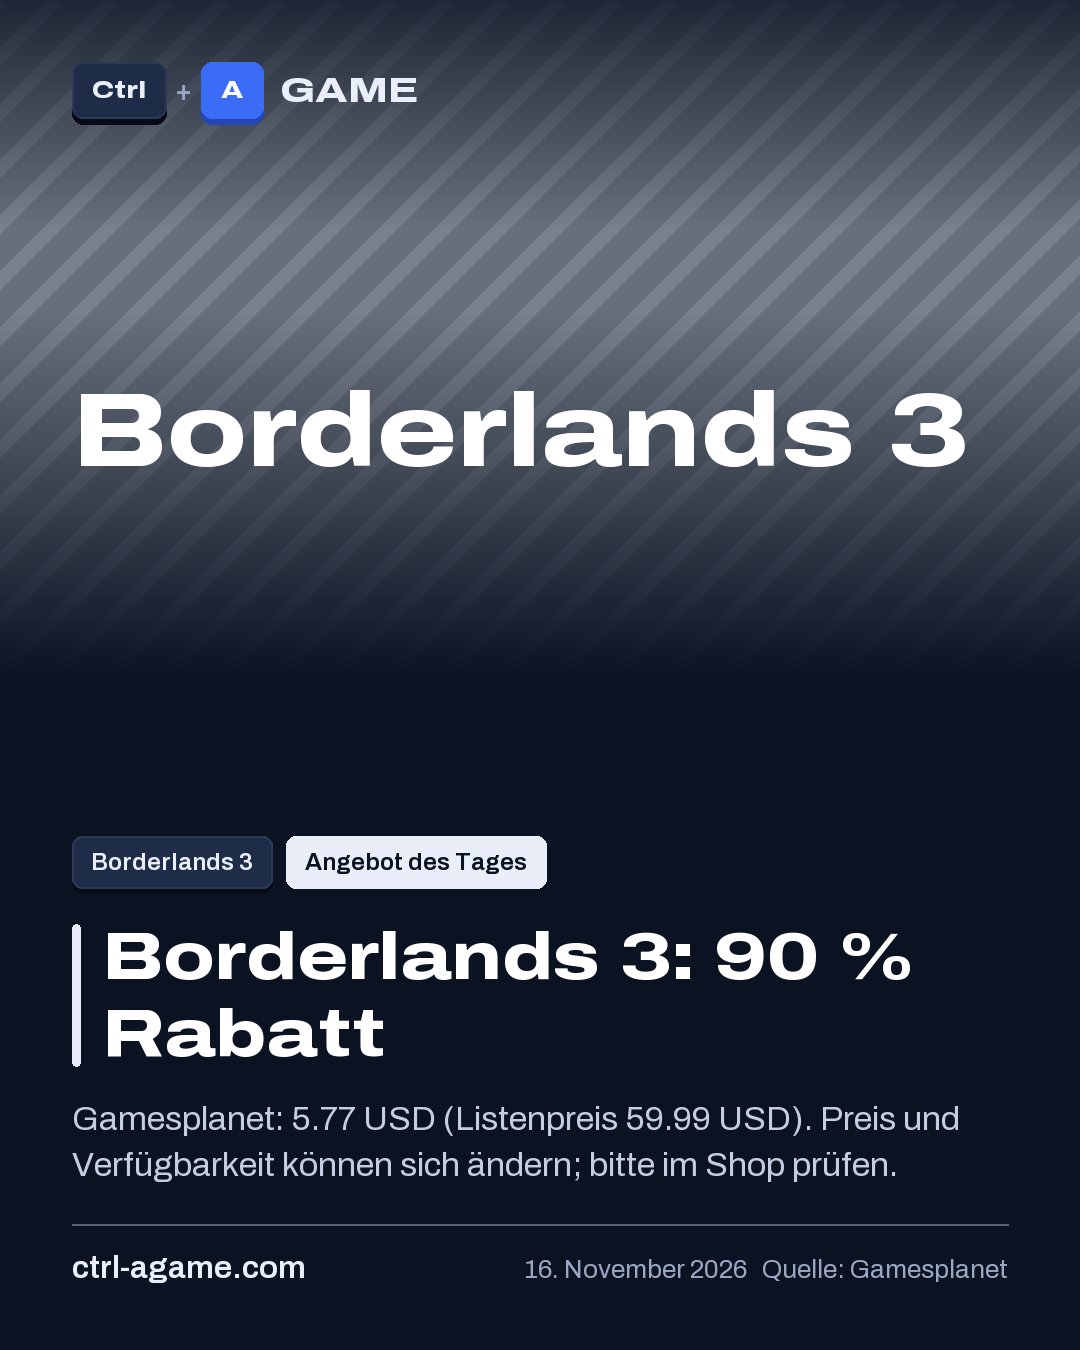 Ctrl + A GAME
Borderlands 3
Borderlands 3 Angebot des Tages
Borderlands 3: 90 %
Rabatt
Gamesplanet: 5.77 USD (Listenpreis 59.99 USD). Preis und
Verfügbarkeit können sich ändern; bitte im Shop prüfen.
ctrl-agame.com 16. November 2026 Quelle: Gamesplanet